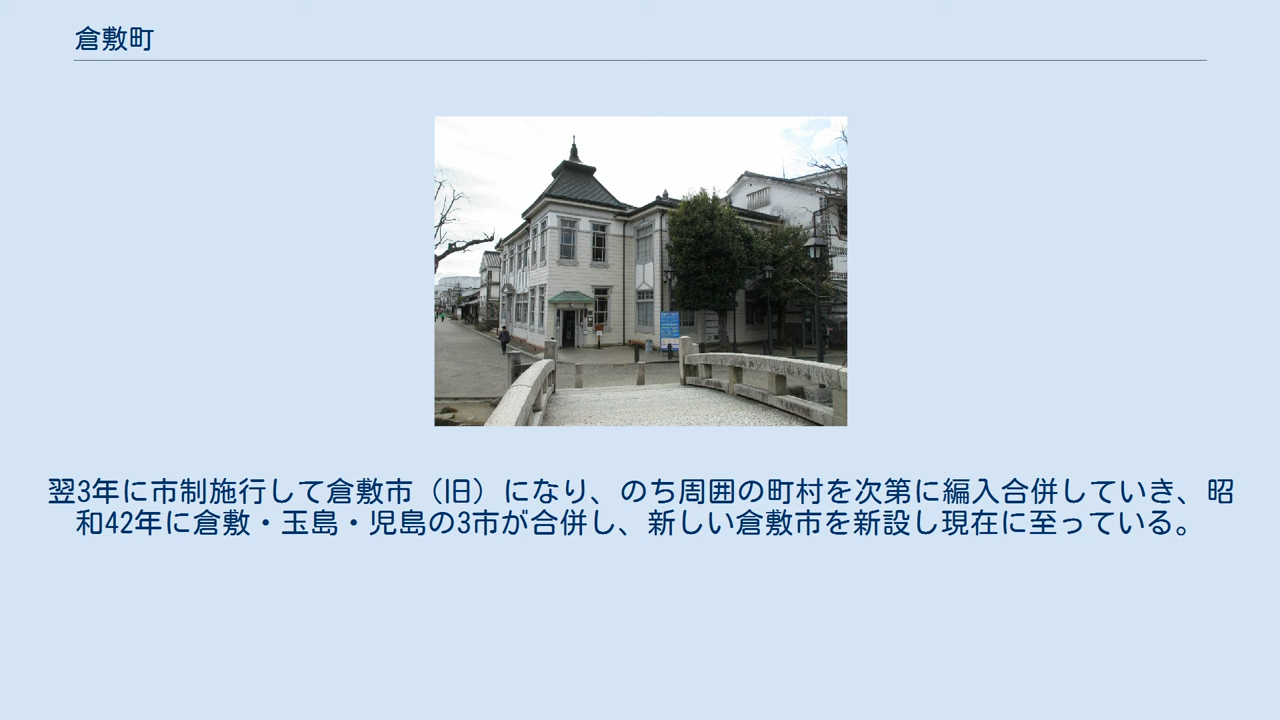 倉敷町
翌3年に市制施行して倉敷市（旧）になり、のち周囲の町村を次第に編入合併していき、昭
和42年に倉敷・玉島・児島の3市が合併し、新しい倉敷市を新設し現在に至っている。